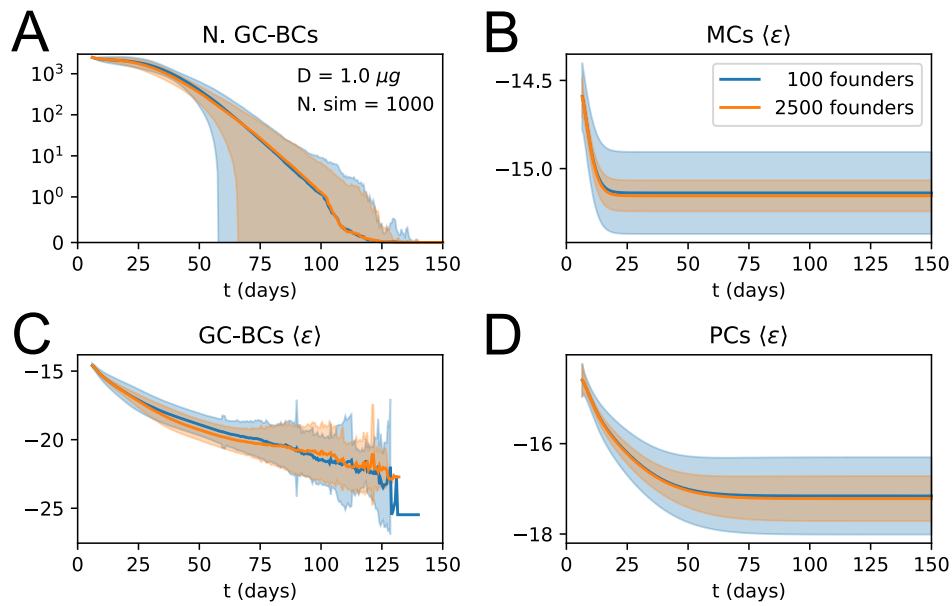 A
N. GC-BCs
D = 1.0 μg
N. sim = 1000
10³
10²
10¹
10⁰
0
0 25 50 75 100 125 150
t (days)
B
MCs ⟨ε⟩
100 founders
2500 founders
−14.5
−15.0
0 25 50 75 100 125 150
t (days)
C
GC-BCs ⟨ε⟩
−15
−20
−25
0 25 50 75 100 125 150
t (days)
D
PCs ⟨ε⟩
−16
−18
0 25 50 75 100 125 150
t (days)